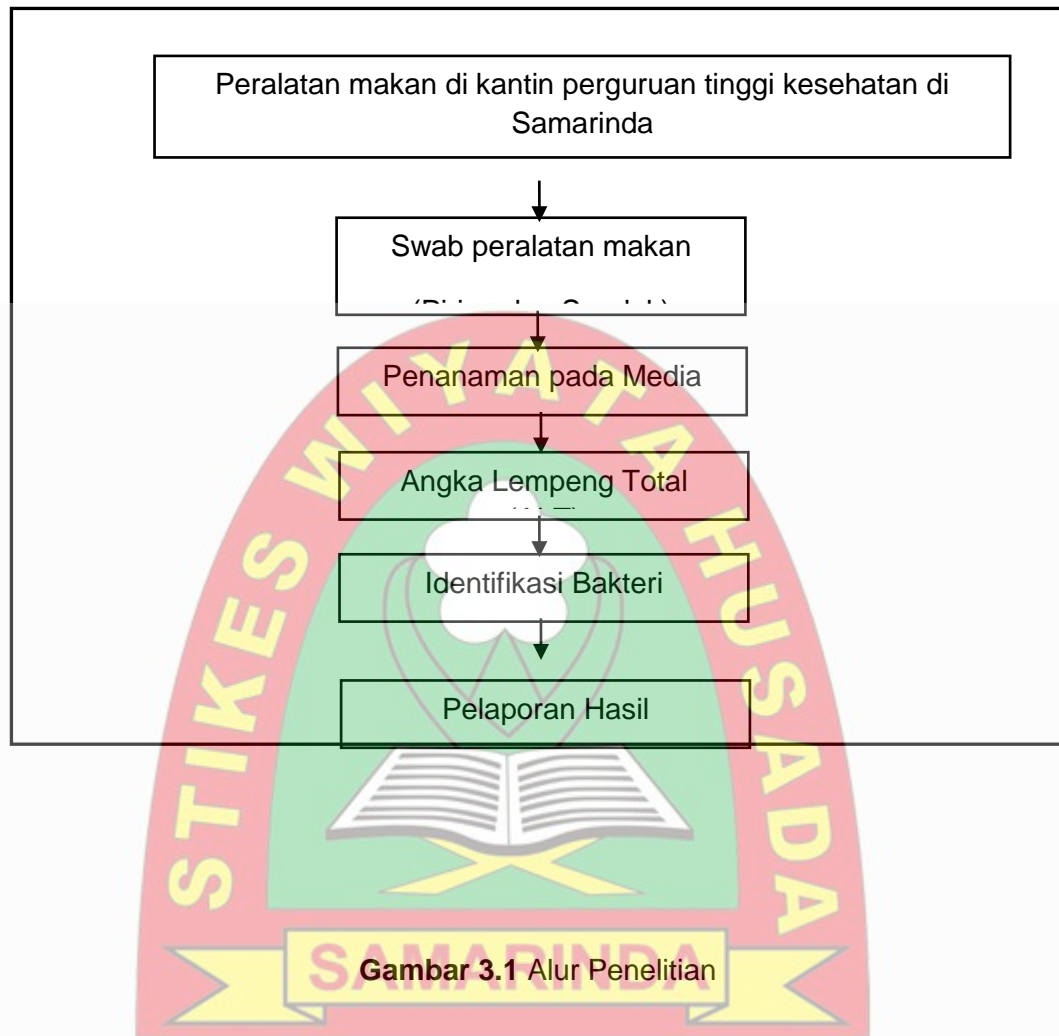 Peralatan makan di kantin perguruan tinggi kesehatan di
Samarinda
Swab peralatan makan
Penanaman pada Media
Angka Lempeng Total
Identifikasi Bakteri
Pelaporan Hasil
STIKES WIYATA HUSADA
SAMARINDA
Gambar 3.1 Alur Penelitian